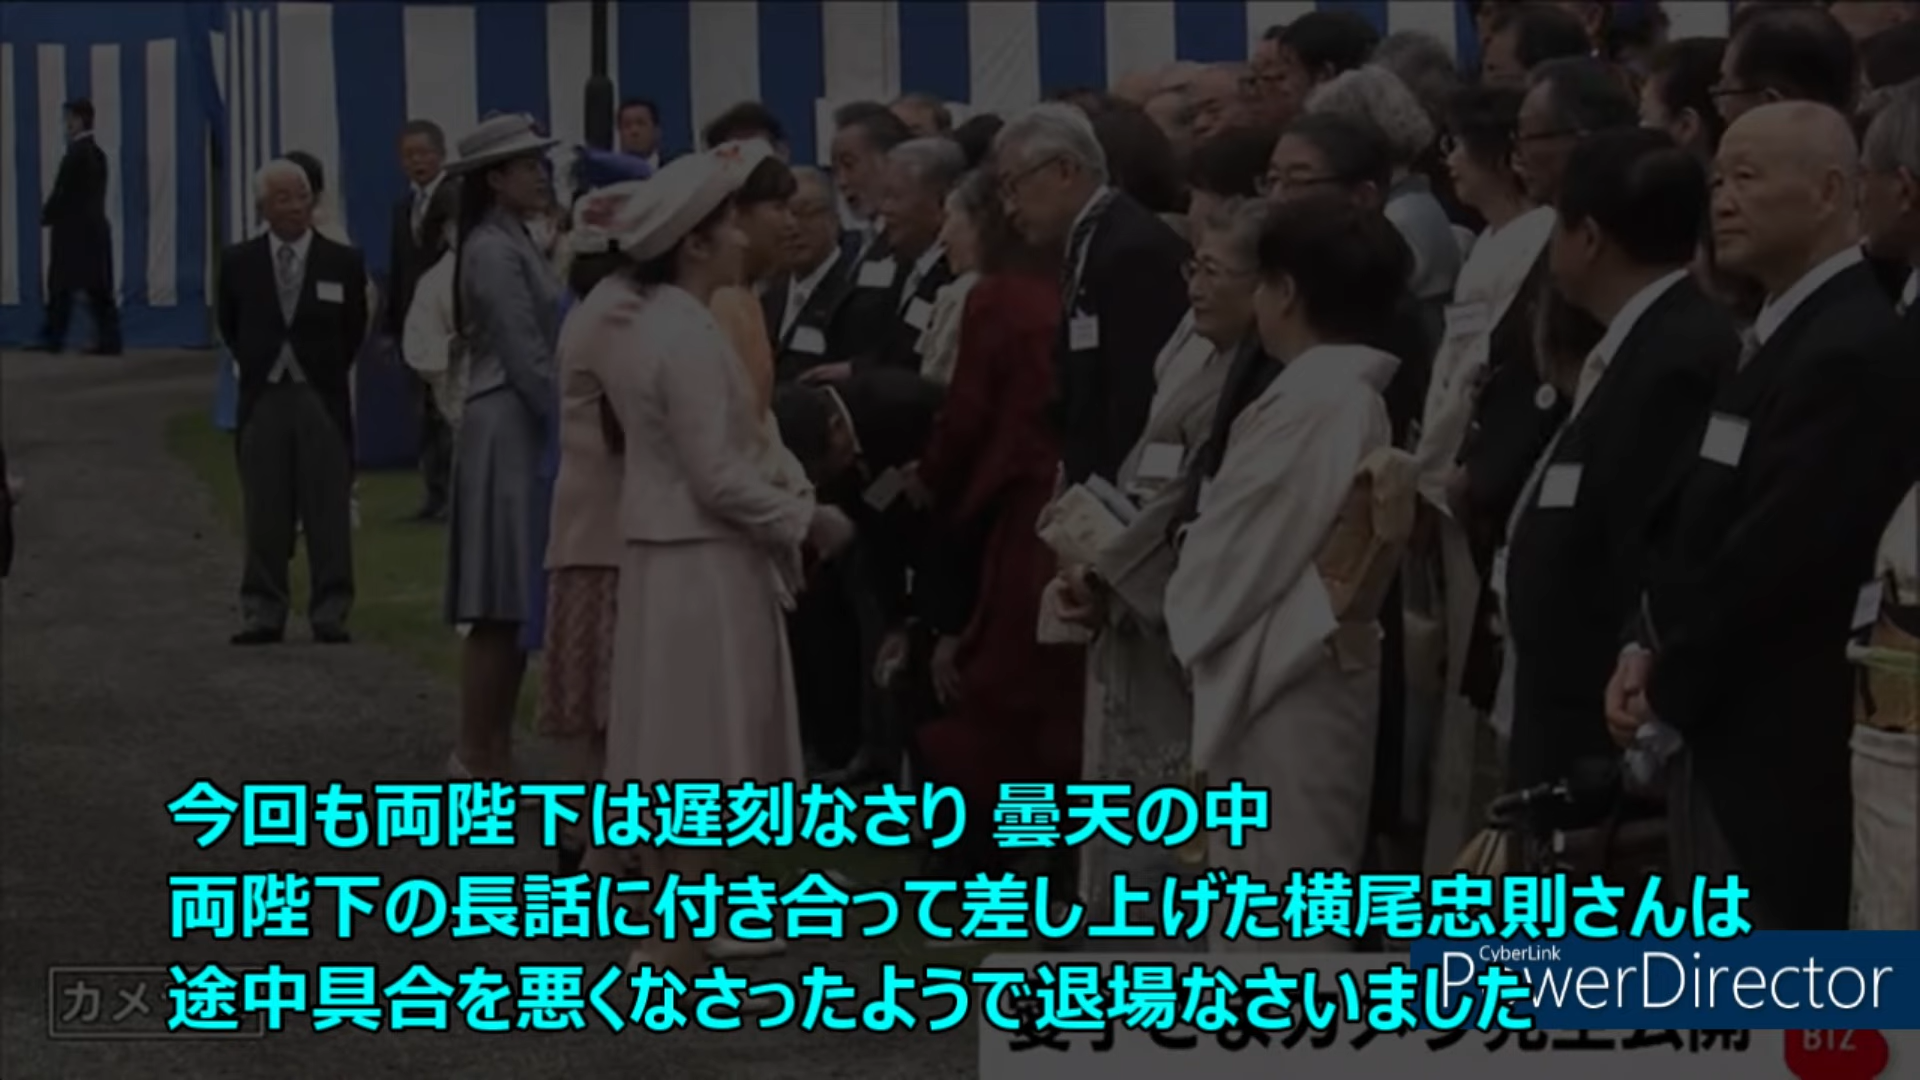 今回も両陛下は遅刻なさり 曇天の中
両陛下の長話に付き合って差し上げた横尾忠則さんは
途中具合を悪くなさったようで退場なさいました
カメ
CyberLink
PowerDirector
BIZ